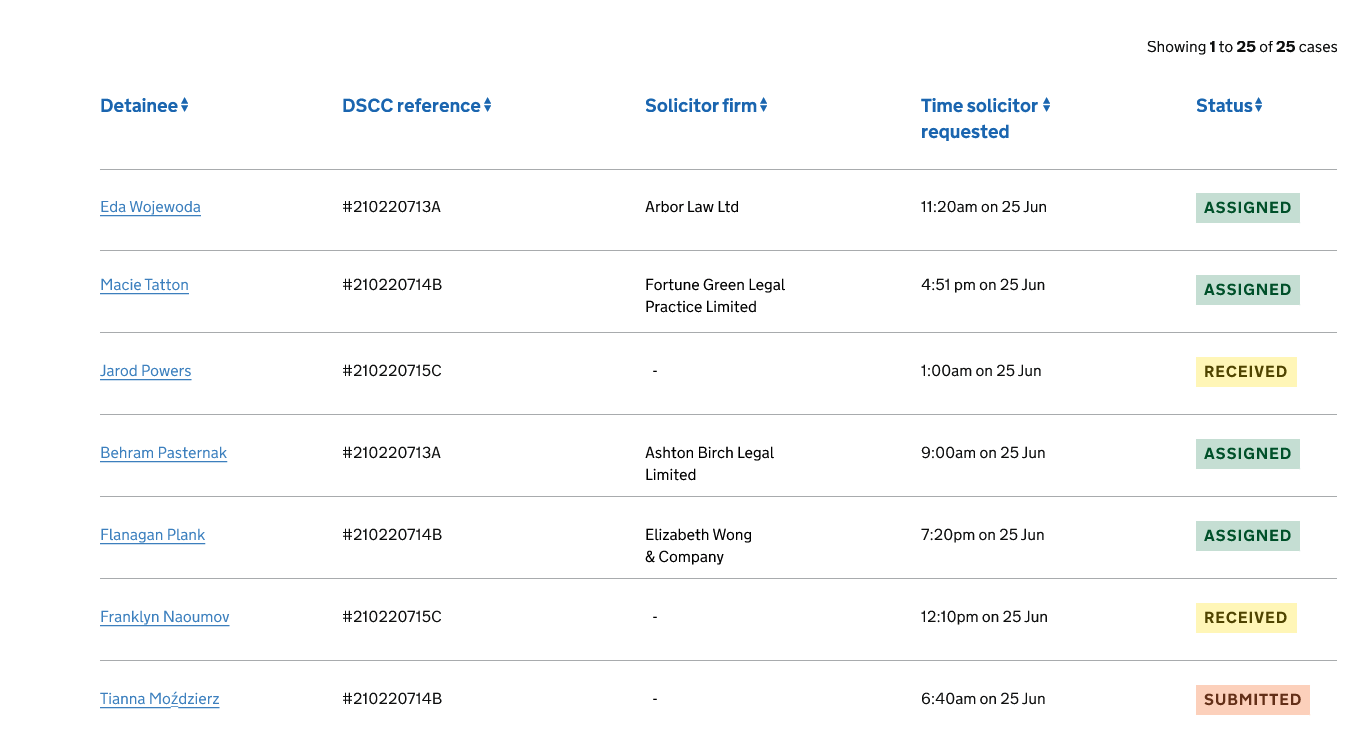 Showing 1 to 25 of 25 cases
Detainee DSCC reference Solicitor firm Time solicitor requested Status
Eda Wojewoda #210220713A Arbor Law Ltd 11:20am on 25 Jun ASSIGNED
Macie Tatton #210220714B Fortune Green Legal Practice Limited 4:51 pm on 25 Jun ASSIGNED
Jarod Powers #210220715C - 1:00am on 25 Jun RECEIVED
Behram Pasternak #210220713A Ashton Birch Legal Limited 9:00am on 25 Jun ASSIGNED
Flanagan Plank #210220714B Elizabeth Wong & Company 7:20pm on 25 Jun ASSIGNED
Franklyn Naoumov #210220715C - 12:10pm on 25 Jun RECEIVED
Tianna Moździerz #210220714B - 6:40am on 25 Jun SUBMITTED